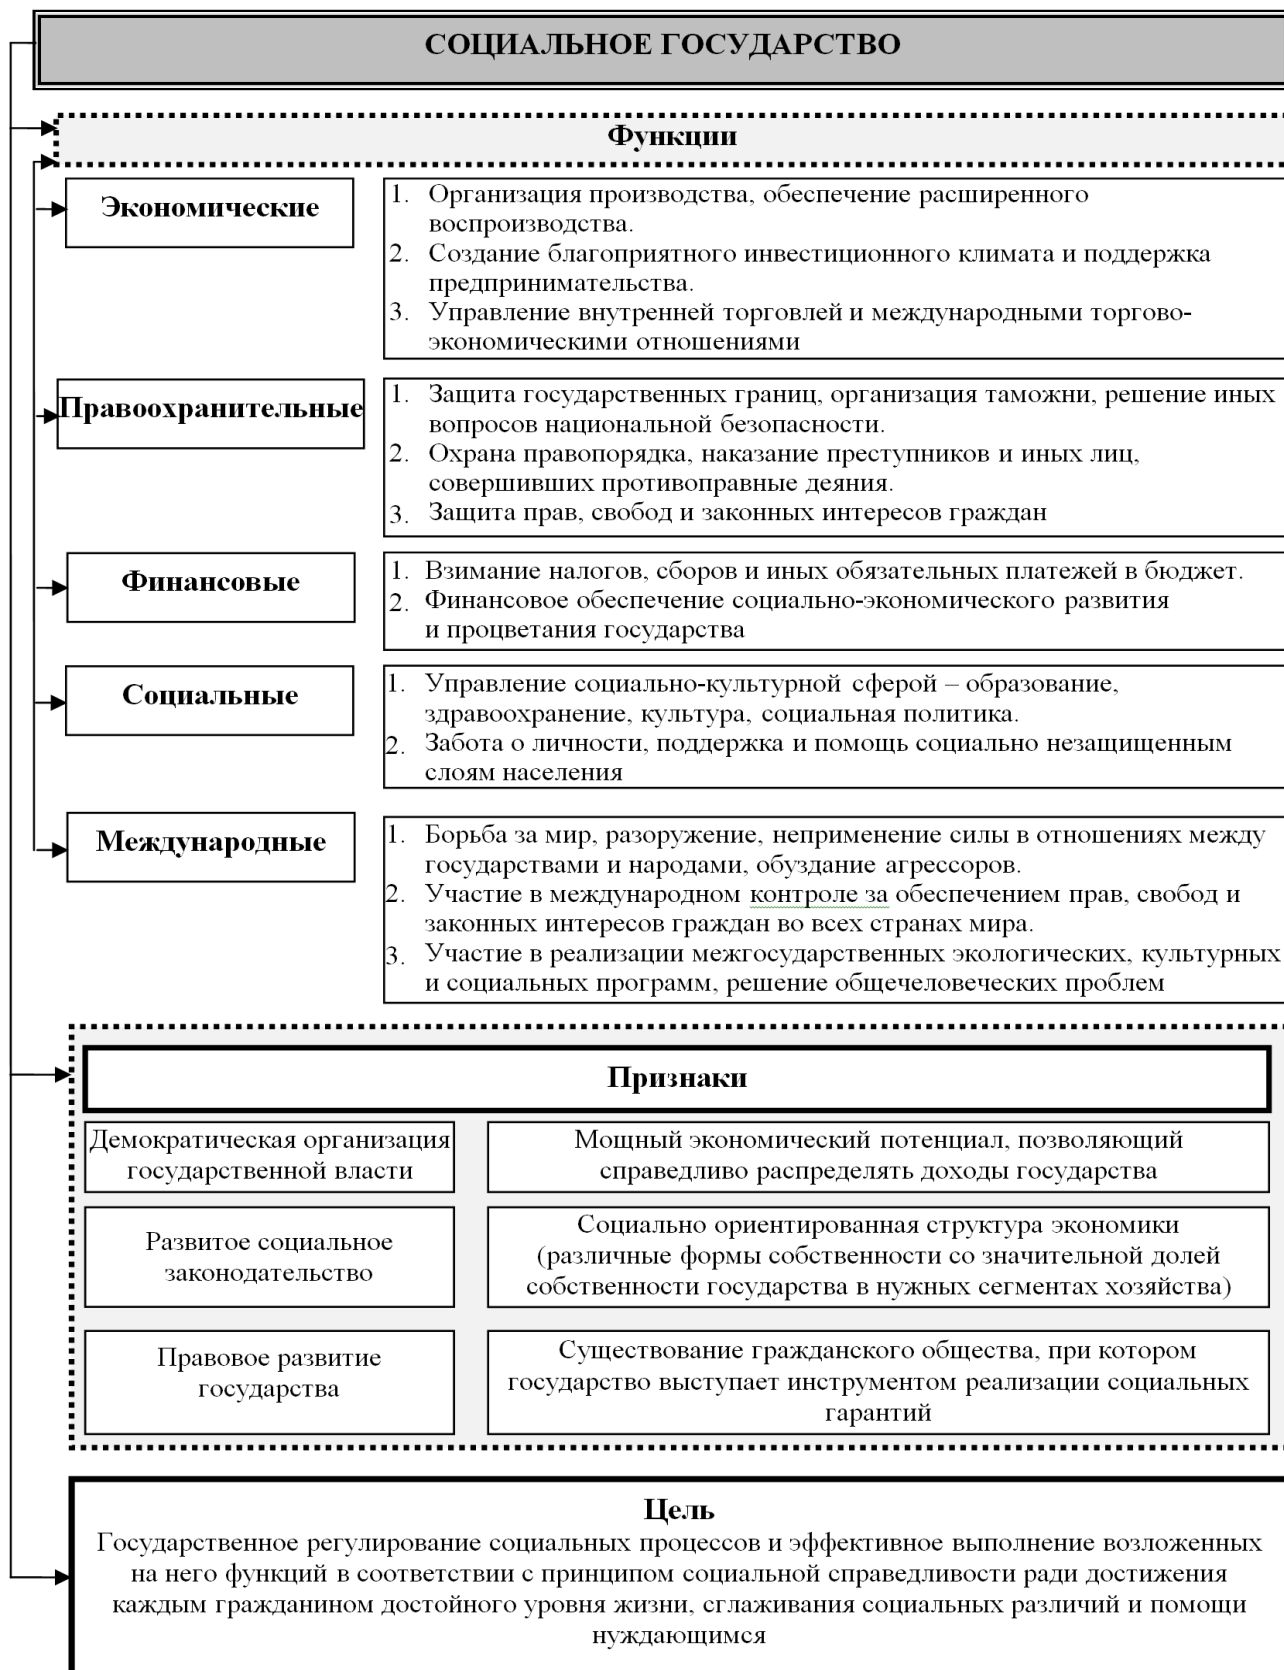 СОЦИАЛЬНОЕ ГОСУДАРСТВО
Функции
Экономические
1. Организация производства, обеспечение расширенного
воспроизводства.
2. Создание благоприятного инвестиционного климата и поддержка
предпринимательства.
3. Управление внутренней торговлей и международными торгово-
экономическими отношениями
Правоохранительные
1. Защита государственных границ, организация таможни, решение иных
вопросов национальной безопасности.
2. Охрана правопорядка, наказание преступников и иных лиц,
совершивших противоправные деяния.
3. Защита прав, свобод и законных интересов граждан
Финансовые
1. Взимание налогов, сборов и иных обязательных платежей в бюджет.
2. Финансовое обеспечение социально-экономического развития
и процветания государства
Социальные
1. Управление социально-культурной сферой – образование,
здравоохранение, культура, социальная политика.
2. Забота о личности, поддержка и помощь социально незащищенным
слоям населения
Международные
1. Борьба за мир, разоружение, неприменение силы в отношениях между
государствами и народами, обуздание агрессоров.
2. Участие в международном контроле за обеспечением прав, свобод и
законных интересов граждан во всех странах мира.
3. Участие в реализации межгосударственных экологических, культурных
и социальных программ, решение общечеловеческих проблем
Признаки
Демократическая организация
государственной власти
Мощный экономический потенциал, позволяющий
справедливо распределять доходы государства
Развитое социальное
законодательство
Социально ориентированная структура экономики
(различные формы собственности со значительной долей
собственности государства в нужных сегментах хозяйства)
Правовое развитие
государства
Существование гражданского общества, при котором
государство выступает инструментом реализации социальных
гарантий
Цель
Государственное регулирование социальных процессов и эффективное выполнение возложенных
на него функций в соответствии с принципом социальной справедливости ради достижения
каждым гражданином достойного уровня жизни, сглаживания социальных различий и помощи
нуждающимся